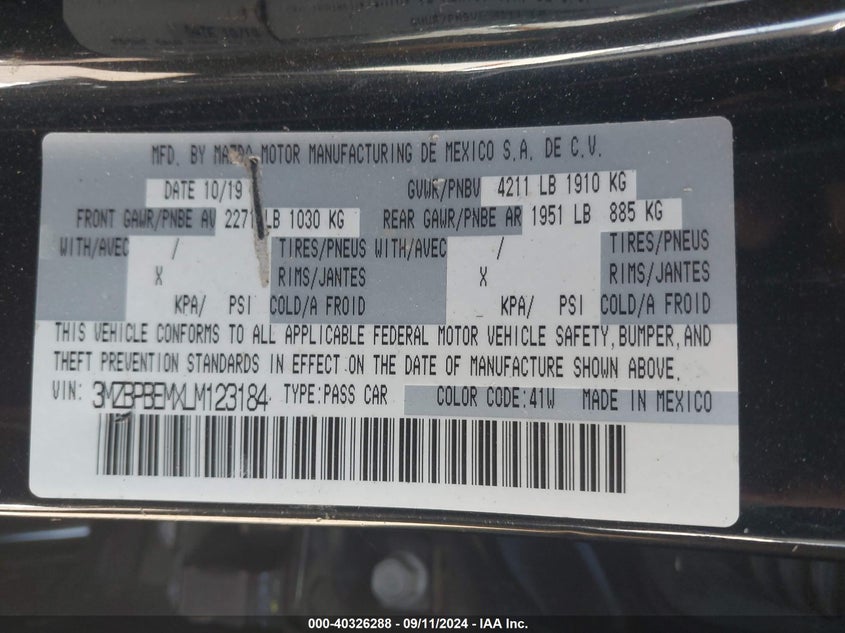 MFD. BY MAZDA MOTOR MANUFACTURING DE MEXICO S.A. DE C.V.
DATE 10/19 GVWR/PNBV 4211 LB 1910 KG
FRONT GAWR/PNBE AV 2271 LB 1030 KG REAR GAWR/PNBE AR 1951 LB 885 KG
WITH/AVEC / TIRES/PNEUS WITH/AVEC / TIRES/PNEUS
X RIMS/JANTES X RIMS/JANTES
KPA/ PSI COLD/A FROID KPA/ PSI COLD/A FROID
THIS VEHICLE CONFORMS TO ALL APPLICABLE FEDERAL MOTOR VEHICLE SAFETY, BUMPER, AND
THEFT PREVENTION STANDARDS IN EFFECT ON THE DATE OF MANUFACTURE SHOWN ABOVE.
VIN: 3MZBPBEMXLM123184 TYPE:PASS CAR COLOR CODE:41W MADE IN MEXICO
000-40326288 - 09/11/2024 - IAA Inc.